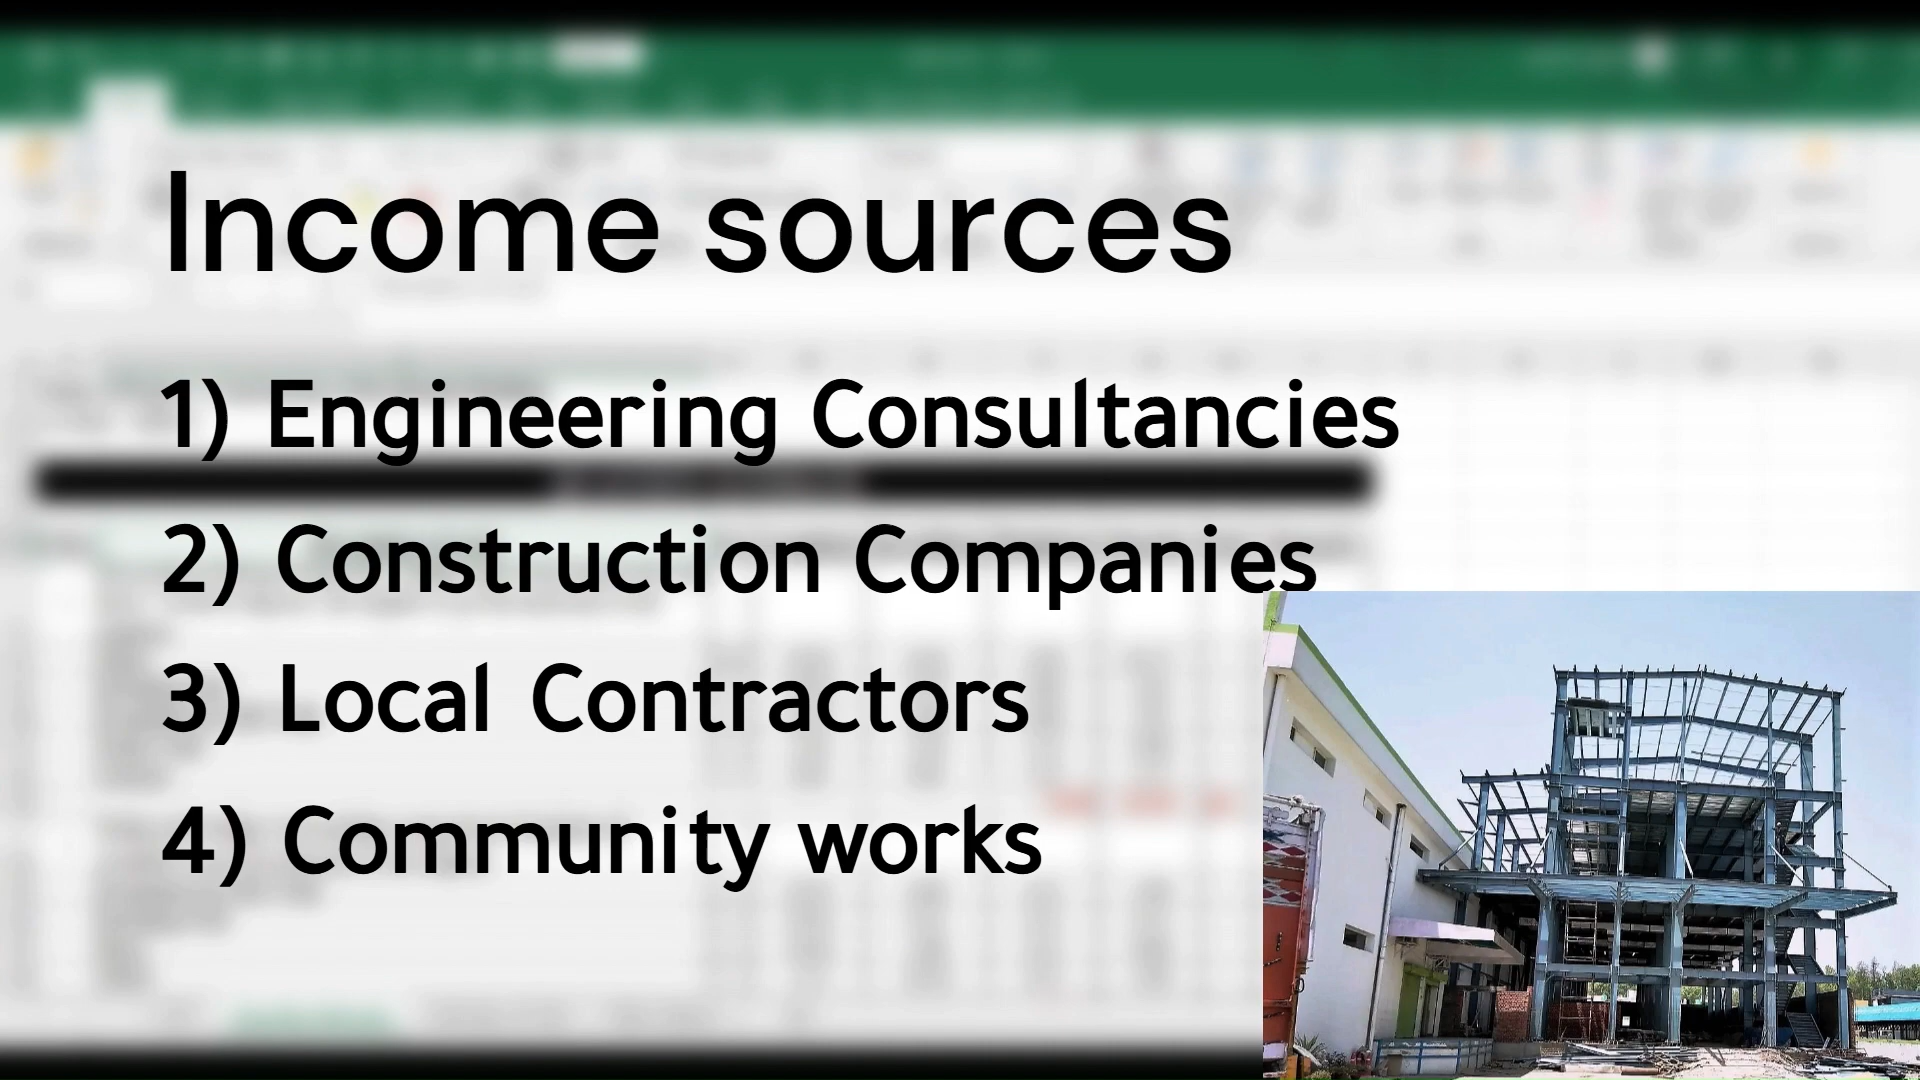 Income sources
1) Engineering Consultancies
2) Construction Companies
3) Local Contractors
4) Community works